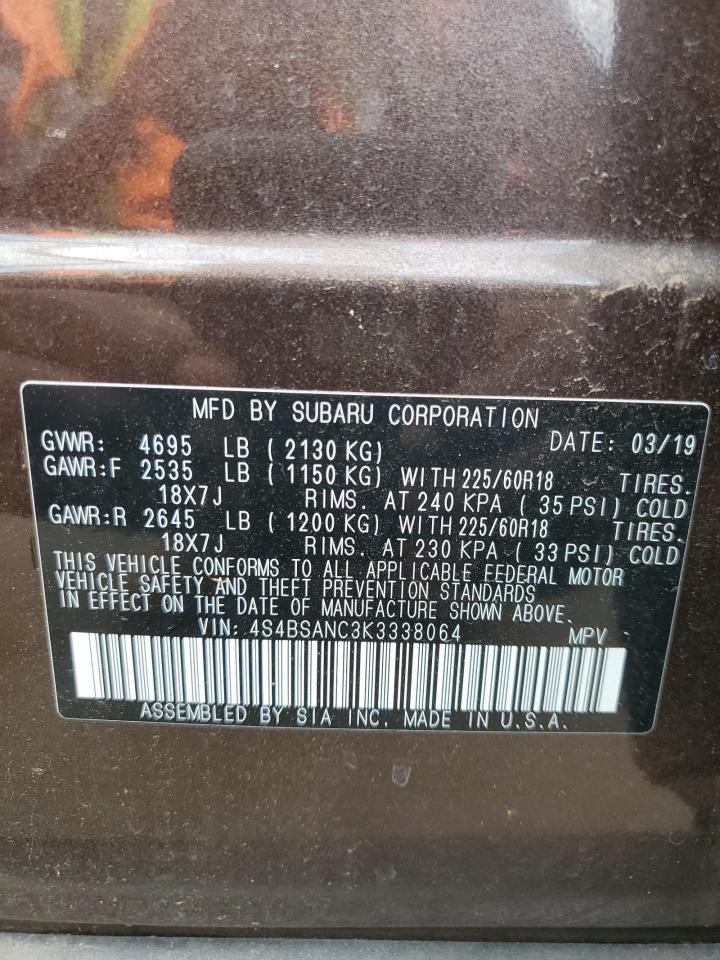 MFD BY SUBARU CORPORATION
GVWR: 4695 LB ( 2130 KG) DATE: 03/19
GAWR:F 2535 LB ( 1150 KG) WITH 225/60R18 TIRES.
18X7J RIMS. AT 240 KPA ( 35 PSI) COLD
GAWR:R 2645 LB ( 1200 KG) WITH 225/60R18 TIRES.
18X7J RIMS. AT 230 KPA ( 33 PSI) COLD
THIS VEHICLE CONFORMS TO ALL APPLICABLE FEDERAL MOTOR
VEHICLE SAFETY AND THEFT PREVENTION STANDARDS
IN EFFECT ON THE DATE OF MANUFACTURE SHOWN ABOVE.
VIN: 4S4BSANC3K3338064 MPV
ASSEMBLED BY SIA INC. MADE IN U.S.A.